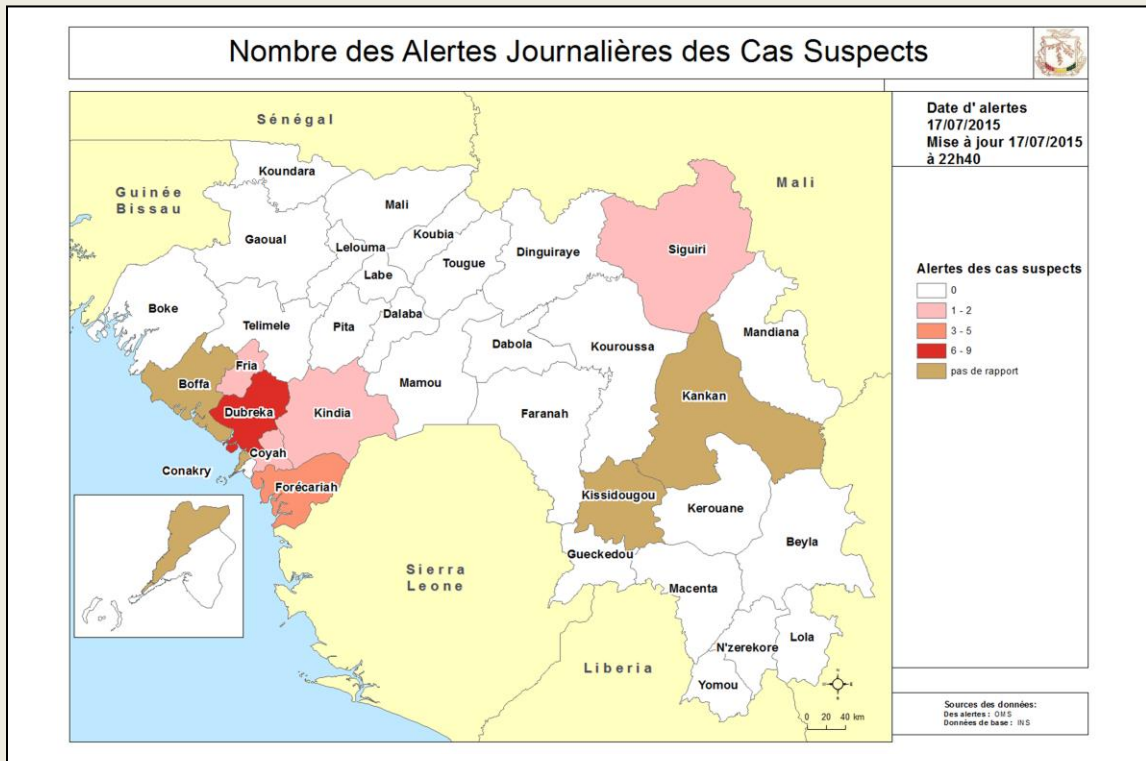 Nombre des Alertes Journalières des Cas Suspects
Date d' alertes
17/07/2015
Mise à jour 17/07/2015
à 22h40
Sénégal
Mali
Guinée
Bissau
Koundara
Mali
Koubia
Gaoual
Lelouma
Labe
Tougue
Dinguiraye
Siguiri
Boke
Telimele
Pita
Dalaba
Dabola
Kouroussa
Mandiana
Fria
Boffa
Dubreka
Kindia
Mamou
Faranah
Kankan
Coyah
Conakry
Forécariah
Kissidougou
Kerouane
Beyla
Gueckedou
Macenta
Sierra
Leone
N'zerekore
Lola
Liberia
Yomou
0 20 40 km
Alertes des cas suspects
0
1 - 2
3 - 5
6 - 9
pas de rapport
Sources des données:
Des alertes : OMS
Données de base : INS